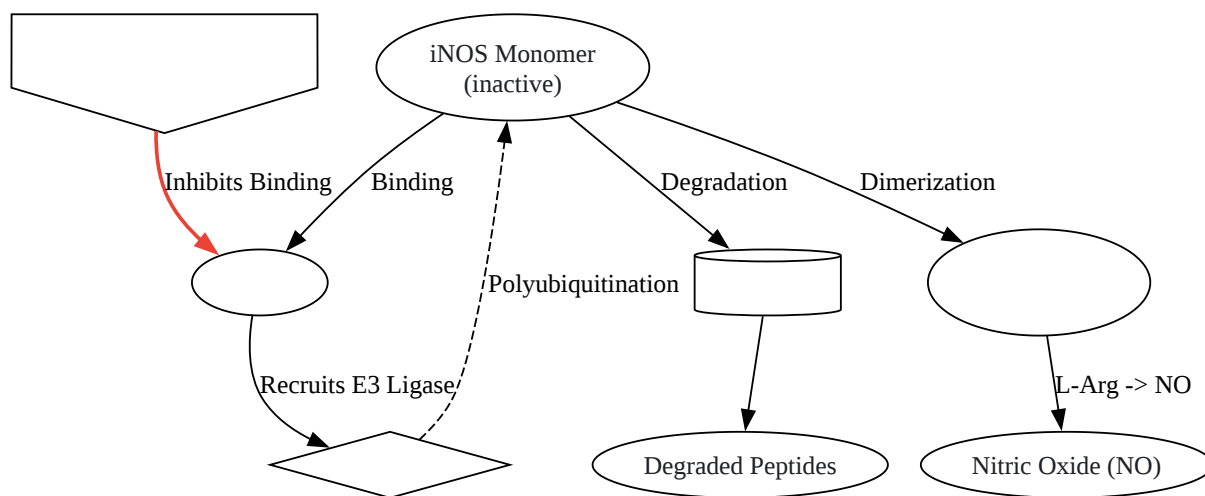 iNOS Monomer
(inactive)
Inhibits Binding
Binding
Degradation
Dimerization
Polyubiquitination
Recruits E3 Ligase
L-Arg -> NO
Degraded Peptides
Nitric Oxide (NO)